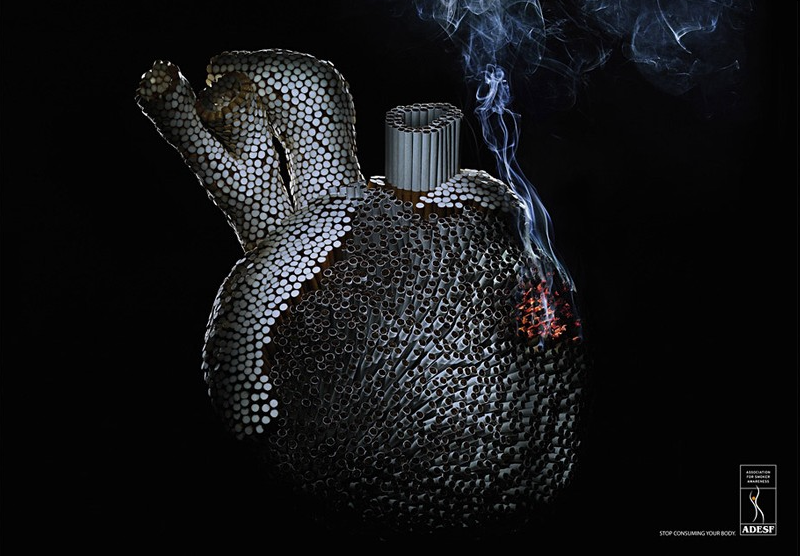 ASSOCIATION
FOR SMOKER
AWARENESS
ADESF
STOP CONSUMING YOUR BODY.